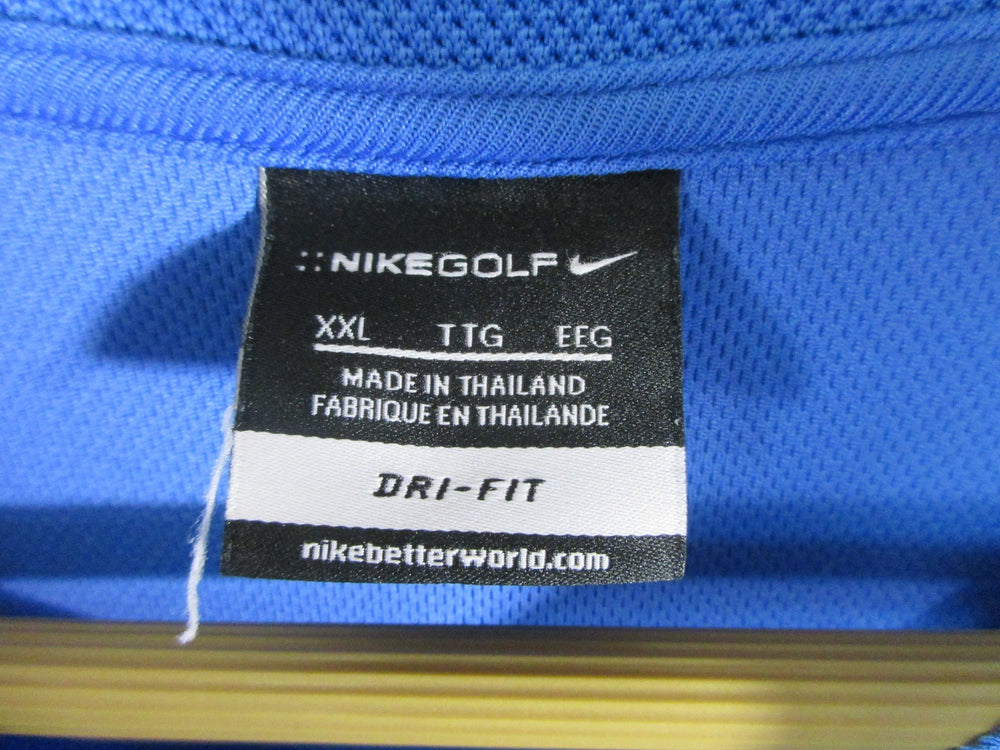 ::NIKEGOLF
XXL TTG EEG
MADE IN THAILAND
FABRIQUE EN THAILANDE
DRI-FIT
nikebetterworld.com